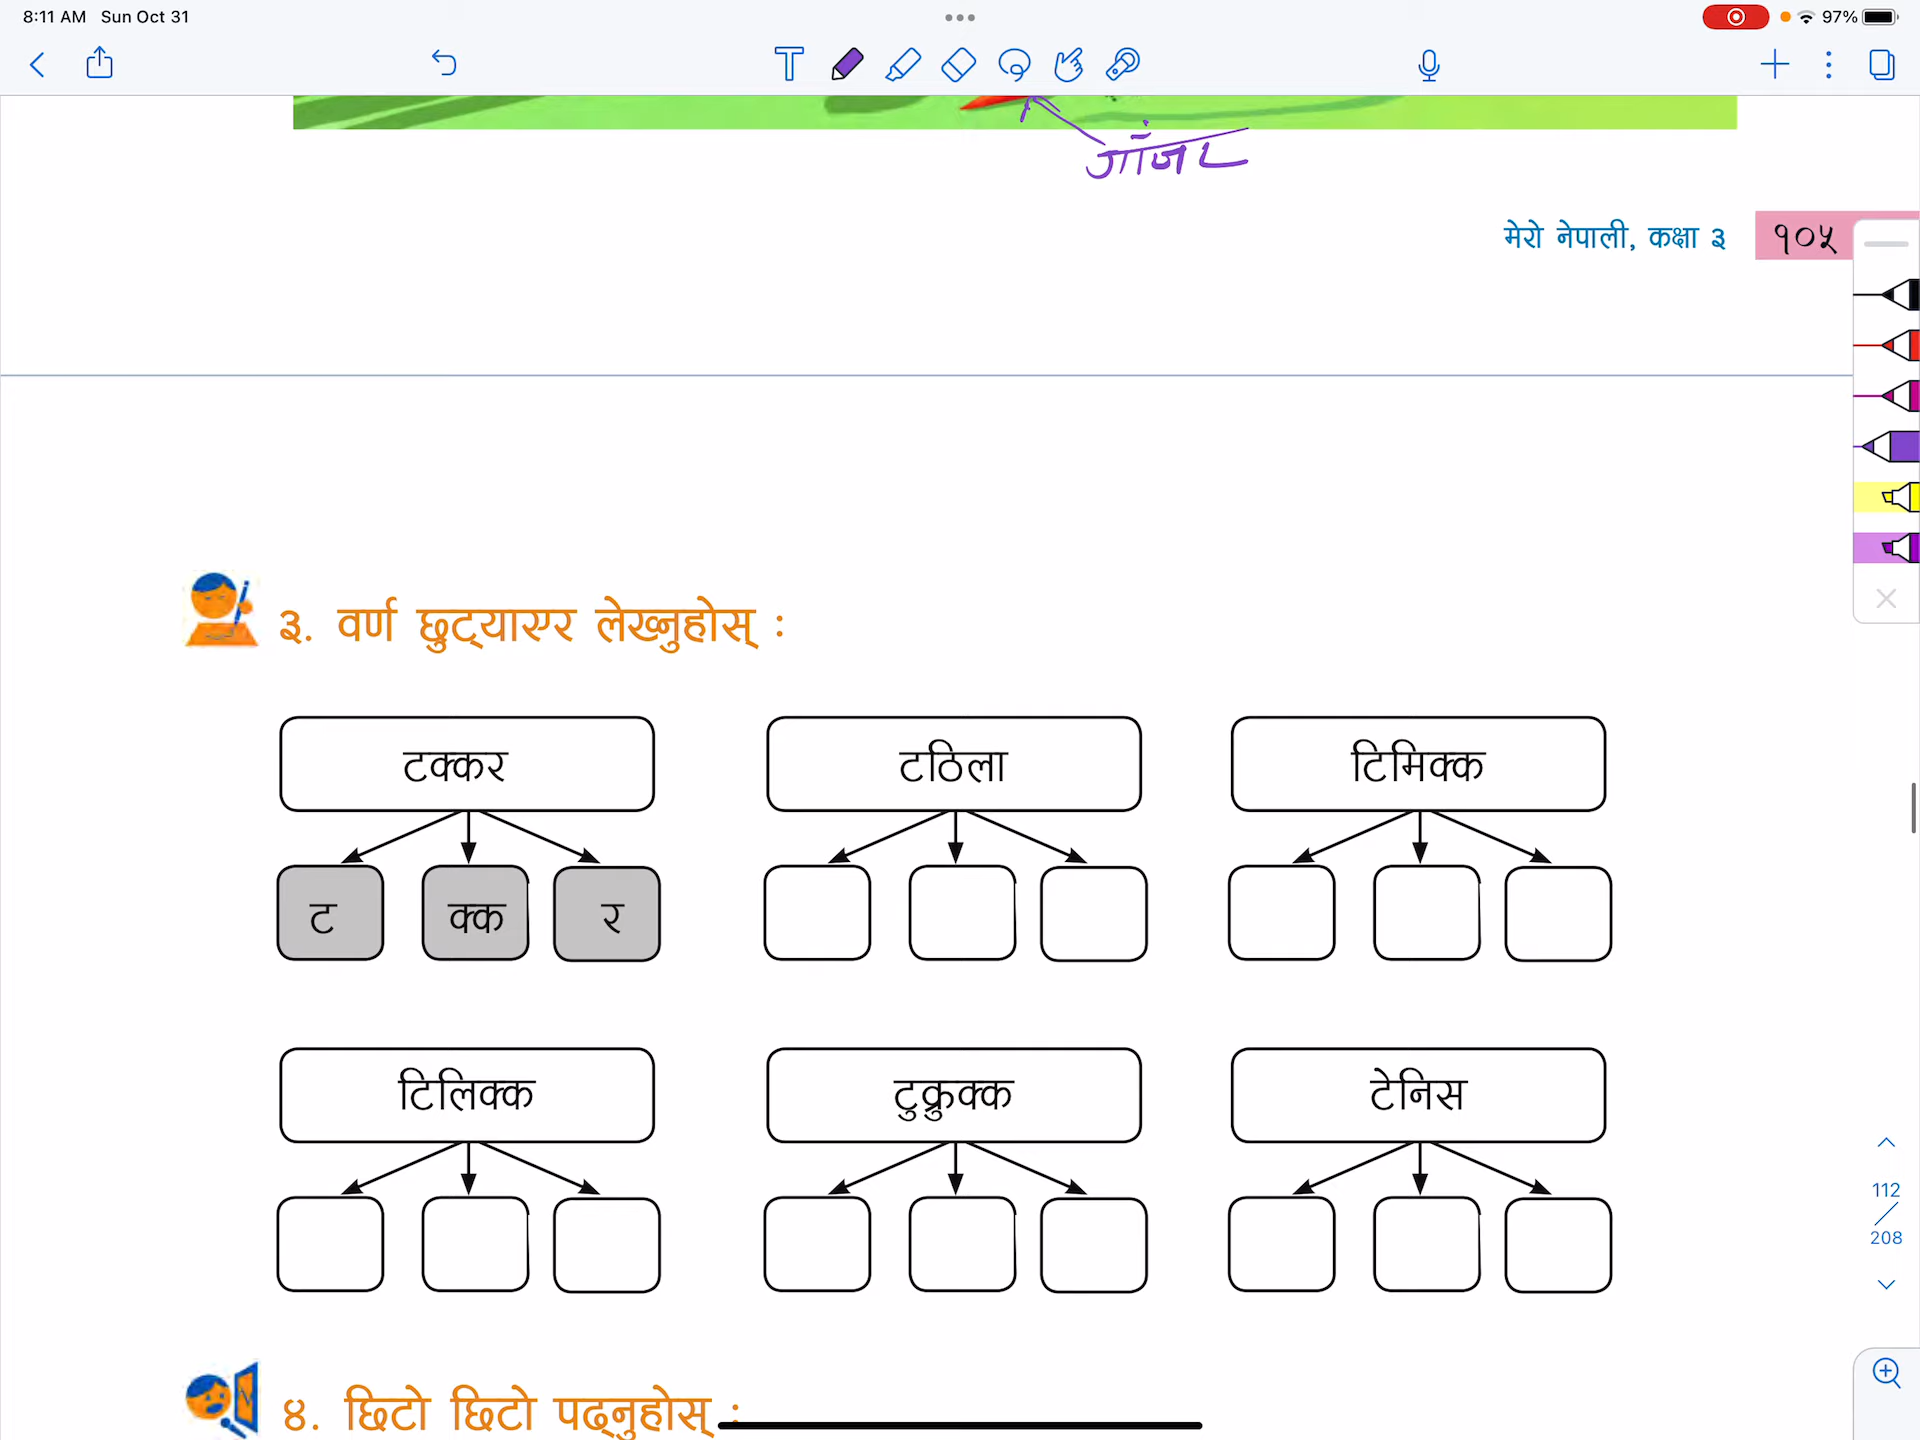 8:11 AM Sun Oct 31
97%
गाँजर
मेरो नेपाली, कक्षा ३ १०५
३. वर्ण छुट्याएर लेख्नुहोस् :
टक्कर टठिला टिमिक्क
ट क्क र
टिलिक्क टुक्रुक्क टेनिस
112
208
४. छिटो छिटो पढ्नुहोस् :